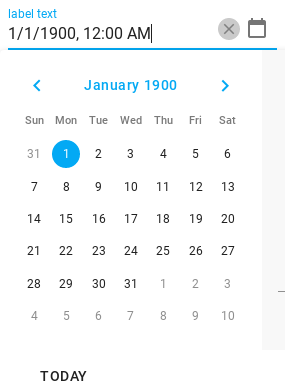 label text
1/1/1900, 12:00 AM
January 1900
Sun Mon Tue Wed Thu Fri Sat
31 1 2 3 4 5 6
7 8 9 10 11 12 13
14 15 16 17 18 19 20
21 22 23 24 25 26 27
28 29 30 31 1 2 3
4 5 6 7 8 9 10
TODAY